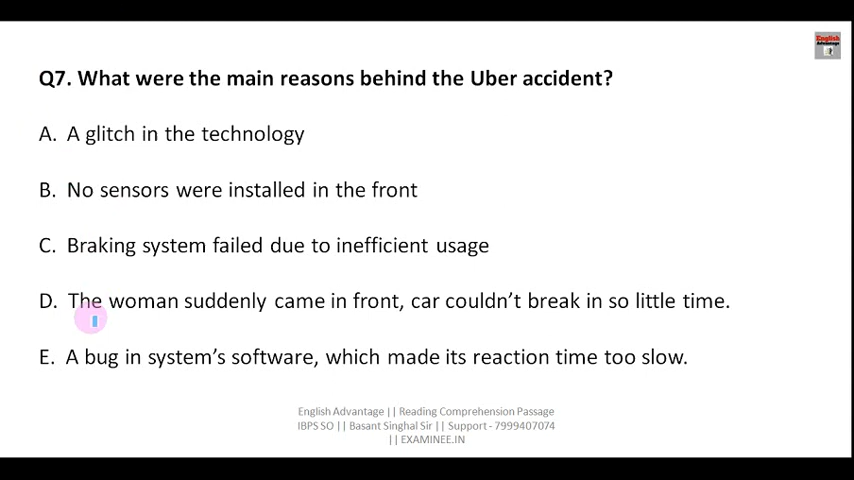 English
Advantage
Q7. What were the main reasons behind the Uber accident?
A. A glitch in the technology
B. No sensors were installed in the front
C. Braking system failed due to inefficient usage
D. The woman suddenly came in front, car couldn't break in so little time.
E. A bug in system's software, which made its reaction time too slow.
English Advantage || Reading Comprehension Passage
IBPS SO || Basant Singhal Sir || Support - 7999407074
|| EXAMINEE.IN